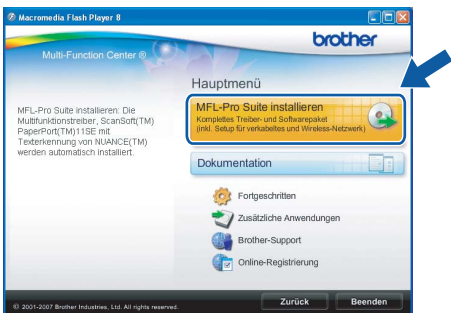 Macromedia Flash Player 8
brother
Multi-Function Center ®
Hauptmenü
MFL-Pro Suite installieren: Die
Multifunktionstreiber, ScanSoft(TM)
PaperPort(TM)11SE mit
Texterkennung von NUANCE(TM)
werden automatisch installiert.
MFL-Pro Suite installieren
Komplettes Treiber- und Softwarepaket
(inkl. Setup für verkabeltes und Wireless-Netzwerk)
Dokumentation
Fortgeschritten
Zusätzliche Anwendungen
Brother-Support
Online-Registrierung
© 2001-2007 Brother Industries, Ltd. All rights reserved.
Zurück
Beenden